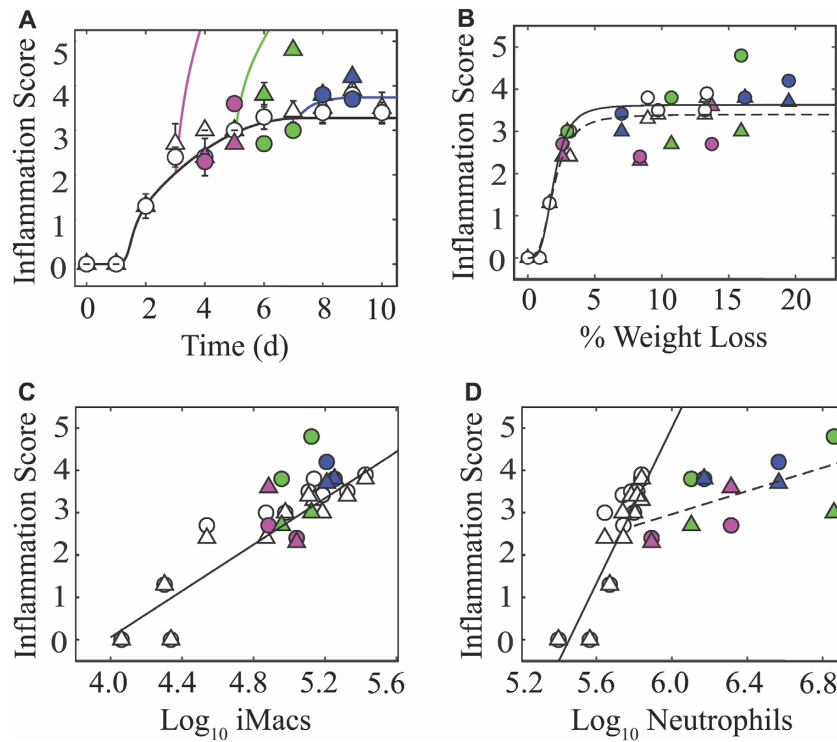 A
5
4
3
2
1
0
Inflammation Score
0 2 4 6 8 10
Time (d)
B
5
4
3
2
1
0
Inflammation Score
0 5 10 15 20
% Weight Loss
C
5
4
3
2
1
0
Inflammation Score
4.0 4.4 4.8 5.2 5.6
Log10 iMacs
D
5
4
3
2
1
0
Inflammation Score
5.2 5.6 6.0 6.4 6.8
Log10 Neutrophils